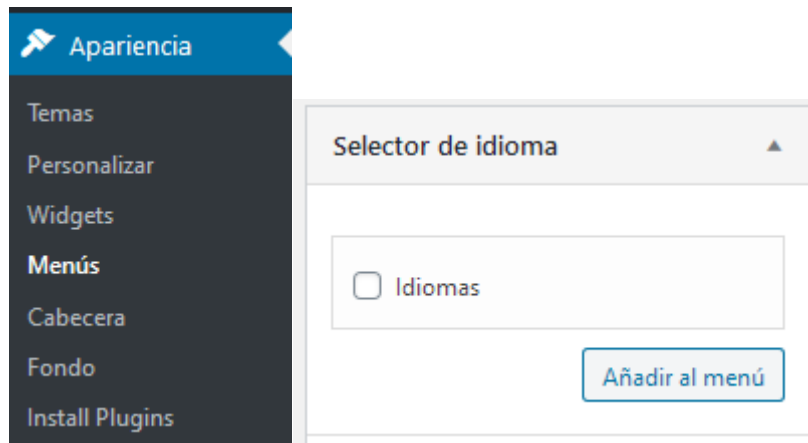 Apariencia
Temas
Personalizar
Widgets
Menús
Cabecera
Fondo
Install Plugins
Selector de idioma
Idiomas
Añadir al menú